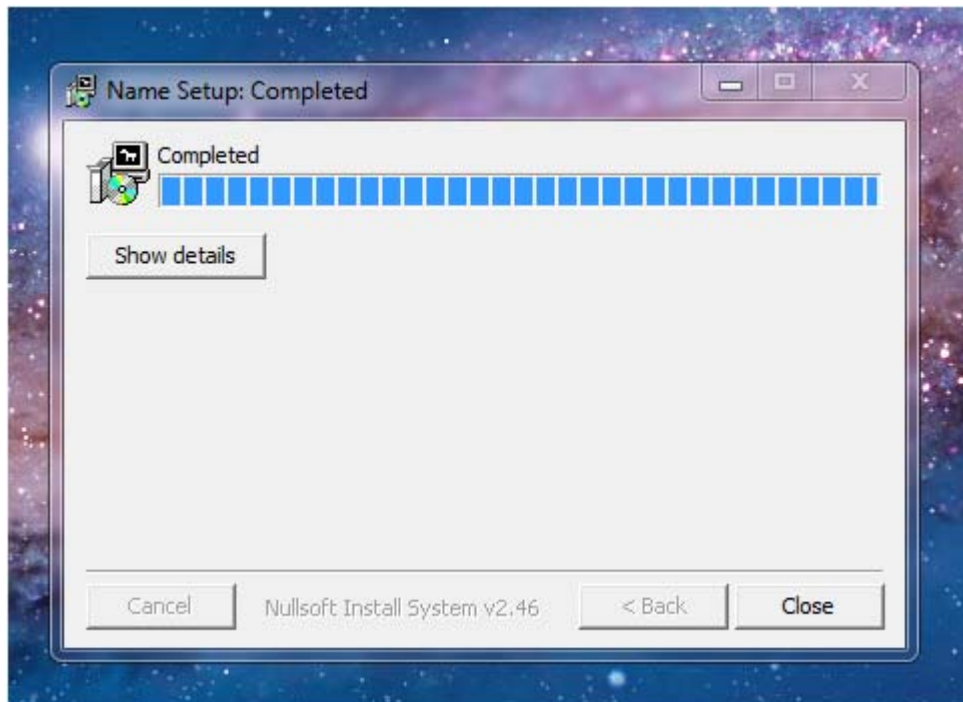 Name Setup: Completed
Completed
Show details
Cancel Nullsoft Install System v2.46 < Back Close